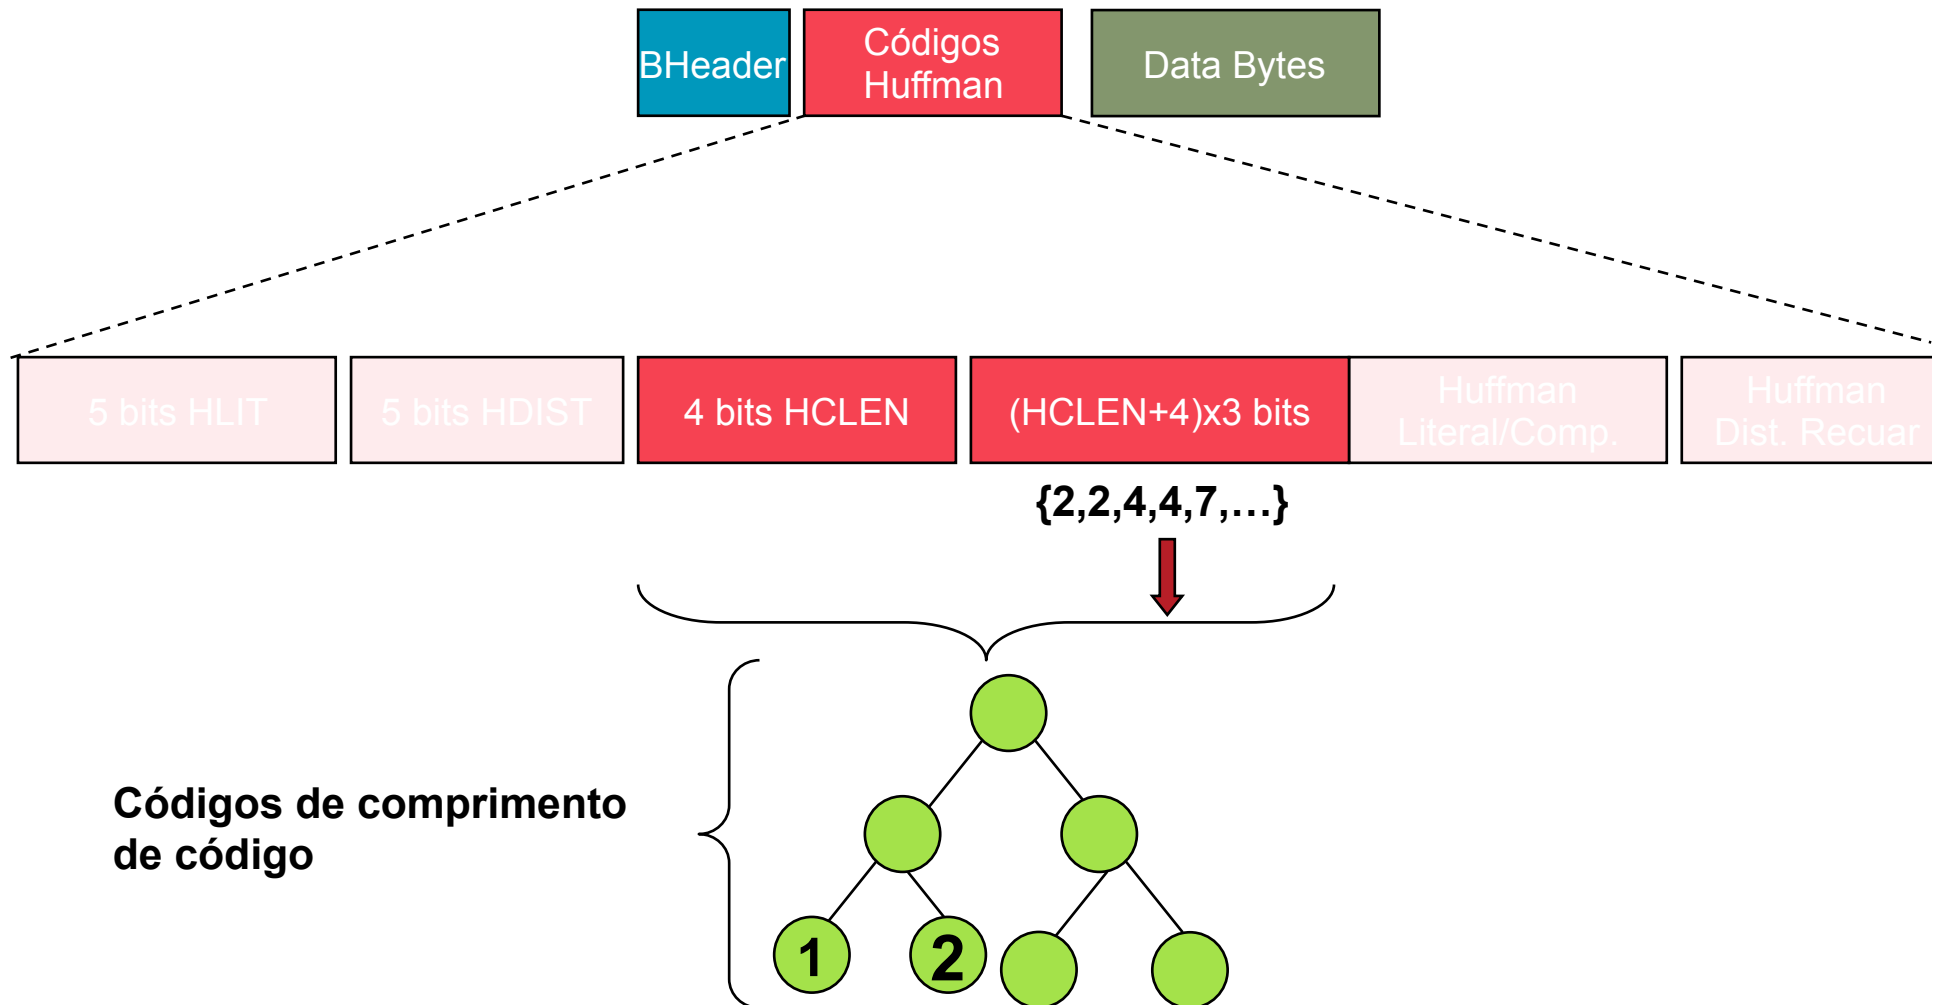 BHeader
Códigos
Huffman
Data Bytes
5 bits HLIT
5 bits HDIST
4 bits HCLEN
(HCLEN+4)x3 bits
Huffman
Literal/Comp.
Huffman
Dist. Recuar
{2,2,4,4,7,…}
Códigos de comprimento
de código
1
2